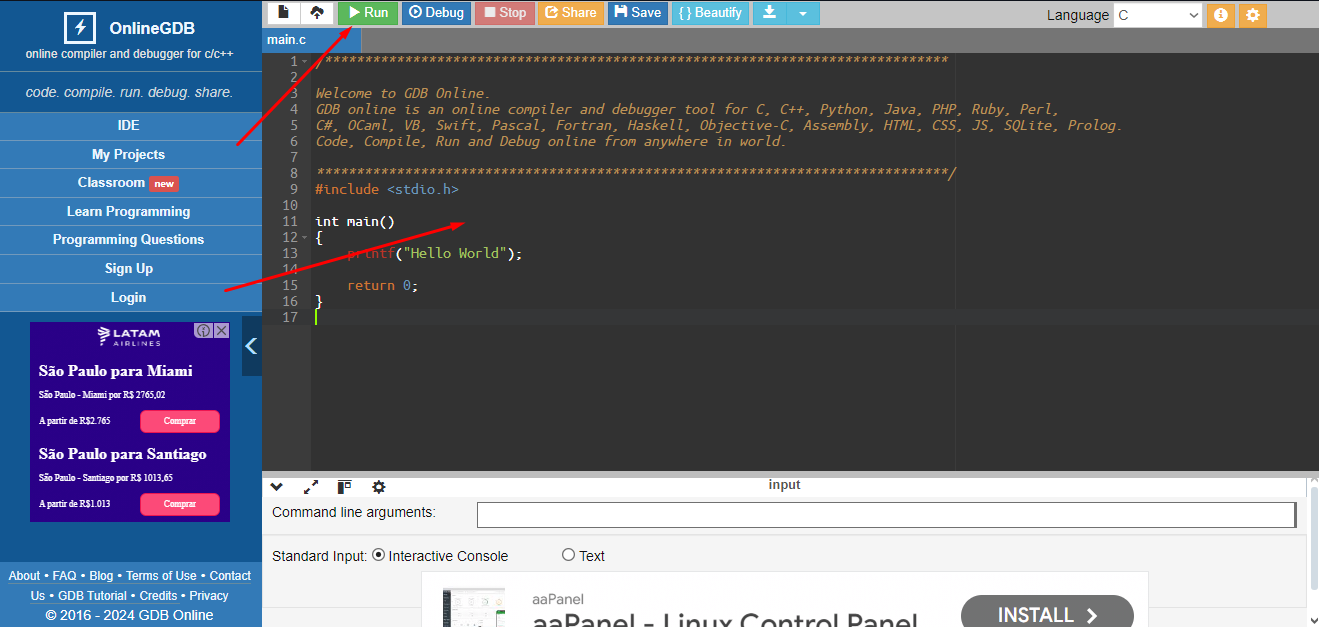 OnlineGDB
online compiler and debugger for c/c++
code. compile. run. debug. share.
IDE
My Projects
Classroom new
Learn Programming
Programming Questions
Sign Up
Login
LATAM
AIRLINES
São Paulo para Miami
São Paulo - Miami por R$ 2765,02
A partir de R$2.765 Comprar
São Paulo para Santiago
São Paulo - Santiago por R$ 1013,65
A partir de R$1.013 Comprar
About • FAQ • Blog • Terms of Use • Contact
Us • GDB Tutorial • Credits • Privacy
© 2016 - 2024 GDB Online
Run Debug Stop Share Save { } Beautify Language C
main.c
1 /******************************************************************************
2
3 Welcome to GDB Online.
4 GDB online is an online compiler and debugger tool for C, C++, Python, Java, PHP, Ruby, Perl,
5 C#, OCaml, VB, Swift, Pascal, Fortran, Haskell, Objective-C, Assembly, HTML, CSS, JS, SQLite, Prolog.
6 Code, Compile, Run and Debug online from anywhere in world.
7
8 *******************************************************************************/
9 #include <stdio.h>
10
11 int main()
12 {
13 printf("Hello World");
14
15 return 0;
16 }
17
input
Command line arguments:
Standard Input: Interactive Console Text
aaPanel
aaPanel - Linux Control Panel
INSTALL